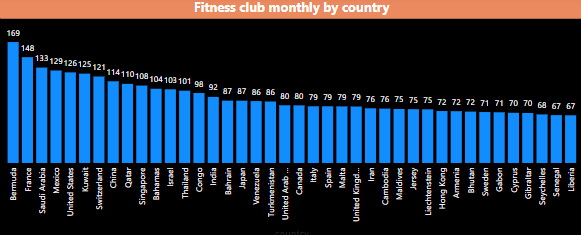 Fitness club monthly by country
169
148
133
129
126
125
121
114
110
108
104
103
101
98
92
87
87
86
86
80
80
79
79
79
79
76
76
75
75
75
72
72
72
71
71
70
70
68
67
67
Bermuda
France
Saudi Arabia
Mexico
United States
Kuwait
Switzerland
China
Qatar
Singapore
Bahamas
Israel
Thailand
Congo
India
Bahrain
Japan
Venezuela
Turkmenistan
United Arab ...
Canada
Italy
Spain
Malta
United Kingd...
Iran
Cambodia
Maldives
Jersey
Liechtenstein
Hong Kong
Armenia
Bhutan
Sweden
Gabon
Cyprus
Gibraltar
Seychelles
Senegal
Liberia
country